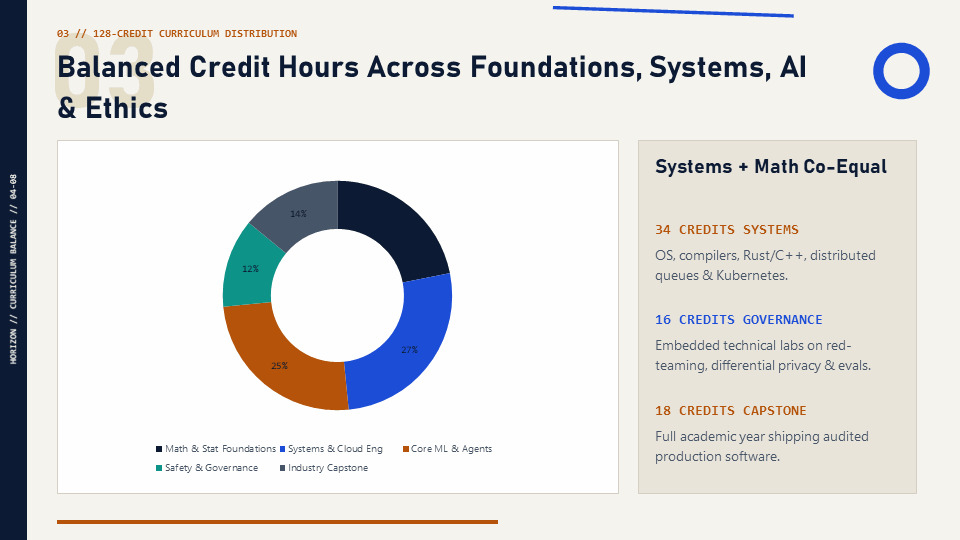 03 // 128-CREDIT CURRICULUM DISTRIBUTION
03
Balanced Credit Hours Across Foundations, Systems, AI
& Ethics
HORIZON // CURRICULUM BALANCE // 04-08
14%
12%
27%
25%
Math & Stat Foundations
Systems & Cloud Eng
Core ML & Agents
Safety & Governance
Industry Capstone
Systems + Math Co-Equal
34 CREDITS SYSTEMS
OS, compilers, Rust/C++, distributed
queues & Kubernetes.
16 CREDITS GOVERNANCE
Embedded technical labs on red-
teaming, differential privacy & evals.
18 CREDITS CAPSTONE
Full academic year shipping audited
production software.